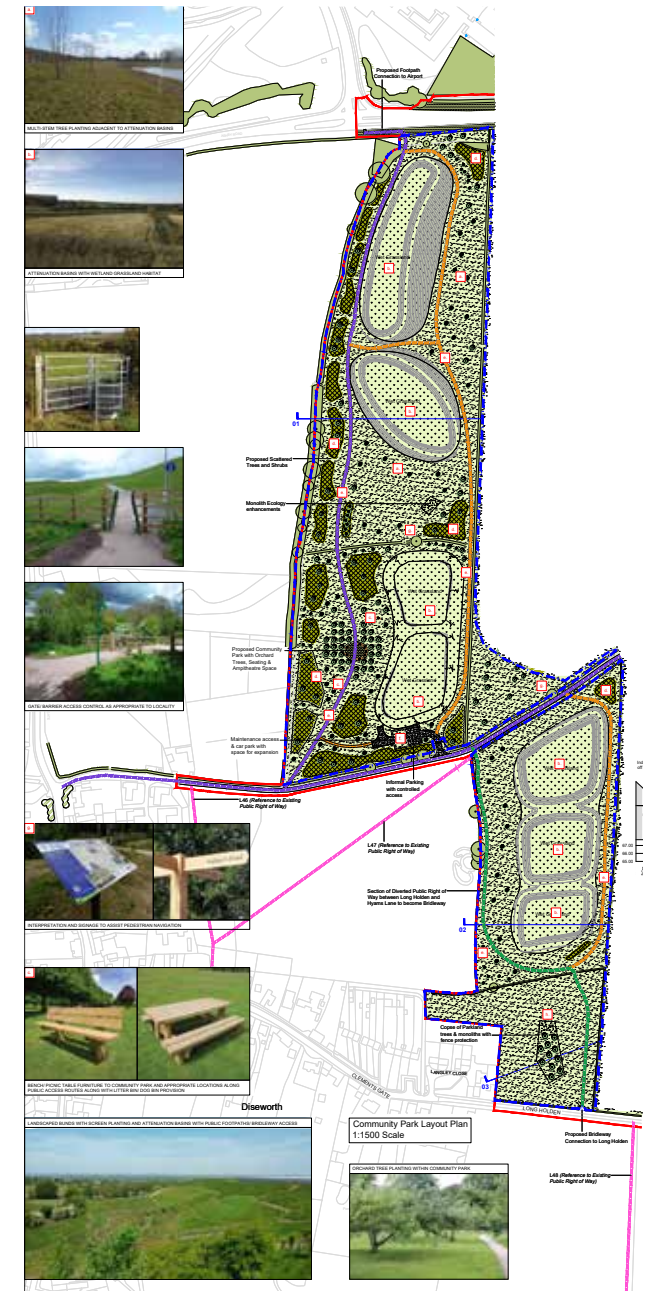 MULTI-STEM TREE PLANTING ADJACENT TO ATTENUATION BASINS
ATTENUATION BASINS WITH WETLAND GRASSLAND HABITAT
GATE/ BARRIER ACCESS CONTROL AS APPROPRIATE TO LOCALITY
INTERPRETATION AND SIGNAGE TO ASSIST PEDESTRIAN NAVIGATION
BENCH/ PICNIC TABLE FURNITURE TO COMMUNITY PARK AND APPROPRIATE LOCATIONS ALONG
PUBLIC ACCESS ROUTES ALONG WITH LITTER BIN/ DOG BIN PROVISION
LANDSCAPED BUNDS WITH SCREEN PLANTING AND ATTENUATION BASINS WITH PUBLIC FOOTPATHS/ BRIDLEWAY ACCESS
Proposed Footpath
Connection to Airport
01
Proposed Scattered
Trees and Shrubs
Monolith Ecology
enhancements
Proposed Community
Park with Orchard
Trees, Seating &
Ampitheatre Space
Maintenance access
& car park with
space for expansion.
L46 (Reference to Existing
Public Right of Way)
Informal Parking
with controlled
access
L47 (Reference to Existing
Public Right of Way)
Section of Diverted Public Right of
Way between Long Holden and
Hyams Lane to become Bridleway
02
Copse of Parkland
trees & monoliths with
fence protection
03
LANGLEY CLOSE
CLEMENTS GATE
LONG HOLDEN
Diseworth
Community Park Layout Plan
1:1500 Scale
Proposed Bridleway
Connection to Long Holden
L48 (Reference to Existing
Public Right of Way)
ORCHARD TREE PLANTING WITHIN COMMUNITY PARK